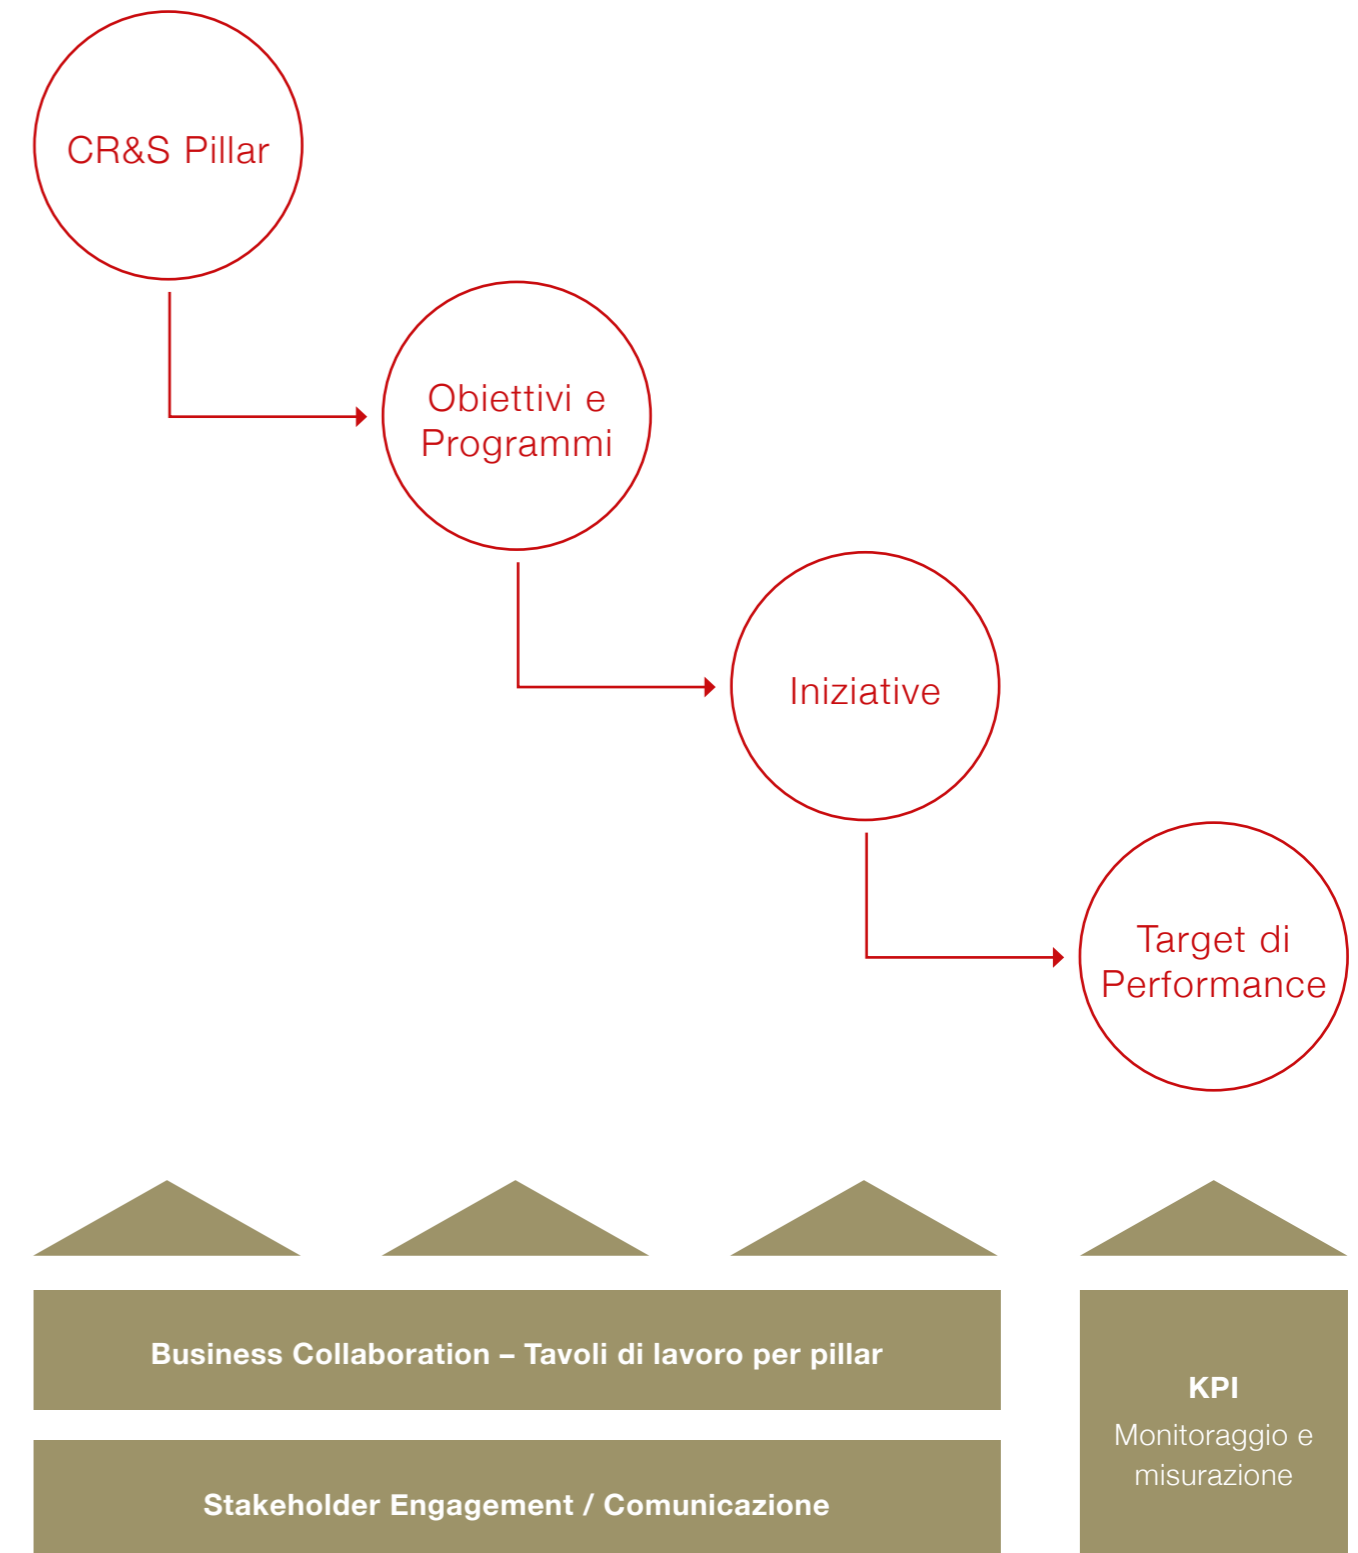 CR&S Pillar
Obiettivi e
Programmi
Iniziative
Target di
Performance
Business Collaboration – Tavoli di lavoro per pillar
Stakeholder Engagement / Comunicazione
KPI
Monitoraggio e
misurazione